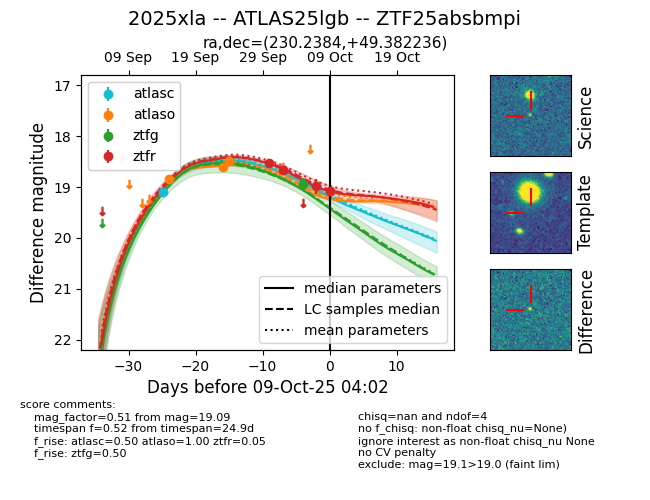 2025xla -- ATLAS25lgb -- ZTF25absbmpi
ra,dec=(230.2384,+49.382236)
09 Sep
19 Sep
29 Sep
09 Oct
19 Oct
17
18
19
20
21
22
Difference magnitude
atlasc
atlaso
ztfg
ztfr
median parameters
LC samples median
mean parameters
−30
−20
−10
0
10
Days before 09-Oct-25 04:02
Science
Template
Difference
score comments:
mag_factor=0.51 from mag=19.09
timespan f=0.52 from timespan=24.9d
f_rise: atlasc=0.50 atlaso=1.00 ztfr=0.05
f_rise: ztfg=0.50
chisq=nan and ndof=4
no f_chisq: non-float chisq_nu=None)
ignore interest as non-float chisq_nu None
no CV penalty
exclude: mag=19.1>19.0 (faint lim)